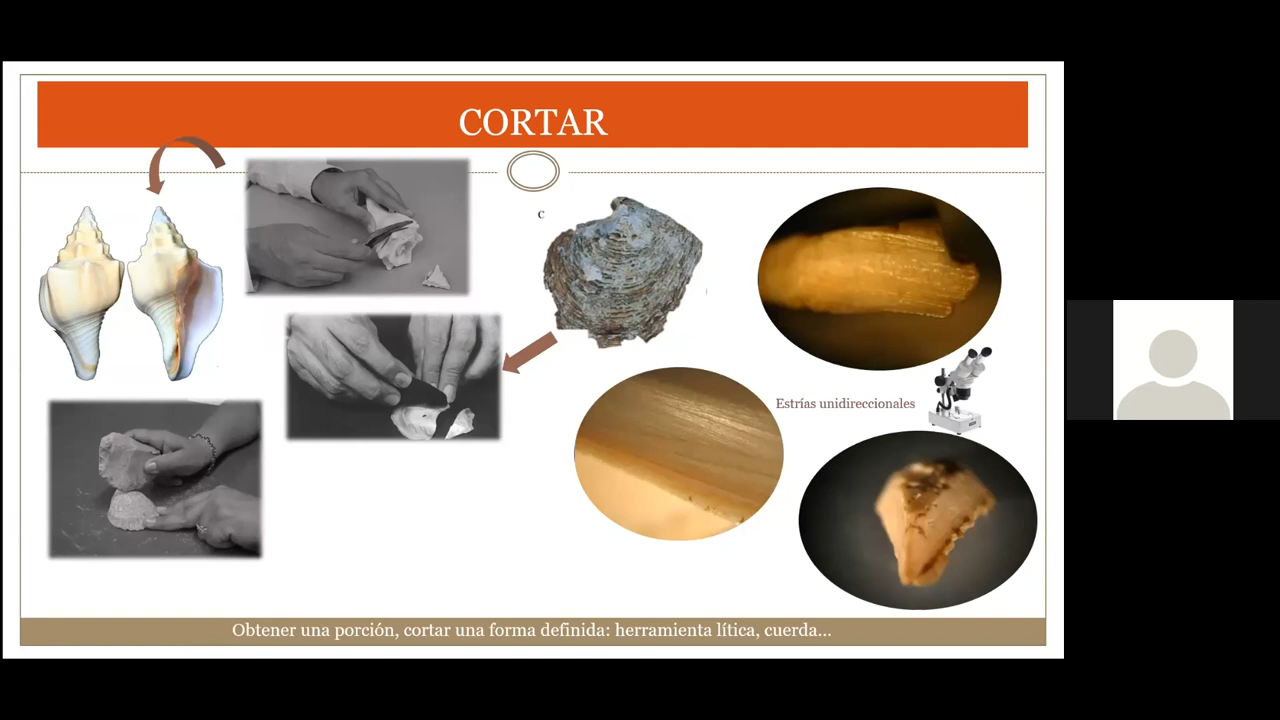 CORTAR
c
Estrías unidireccionales
Obtener una porción, cortar una forma definida: herramienta lítica, cuerda...